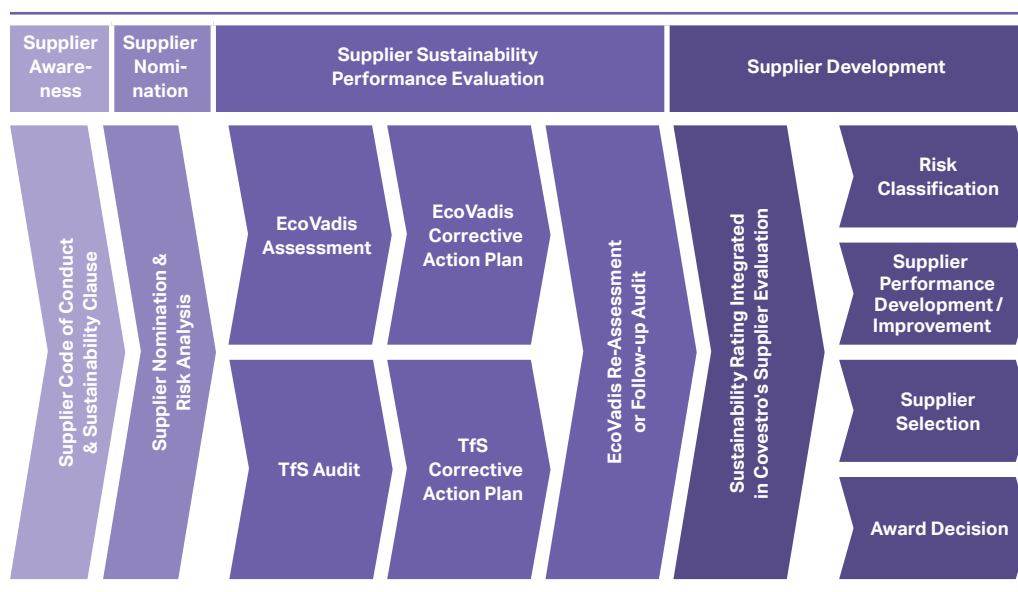 Supplier
Aware-
ness
Supplier
Nomi-
nation
Supplier Sustainability
Performance Evaluation
Supplier Development
Supplier Code of Conduct
& Sustainability Clause
Supplier Nomination &
Risk Analysis
EcoVadis
Assessment
EcoVadis
Corrective
Action Plan
TfS Audit
TfS
Corrective
Action Plan
EcoVadis Re-Assessment
or Follow-up Audit
Sustainability Rating Integrated
in Covestro's Supplier Evaluation
Risk
Classification
Supplier
Performance
Development /
Improvement
Supplier
Selection
Award Decision